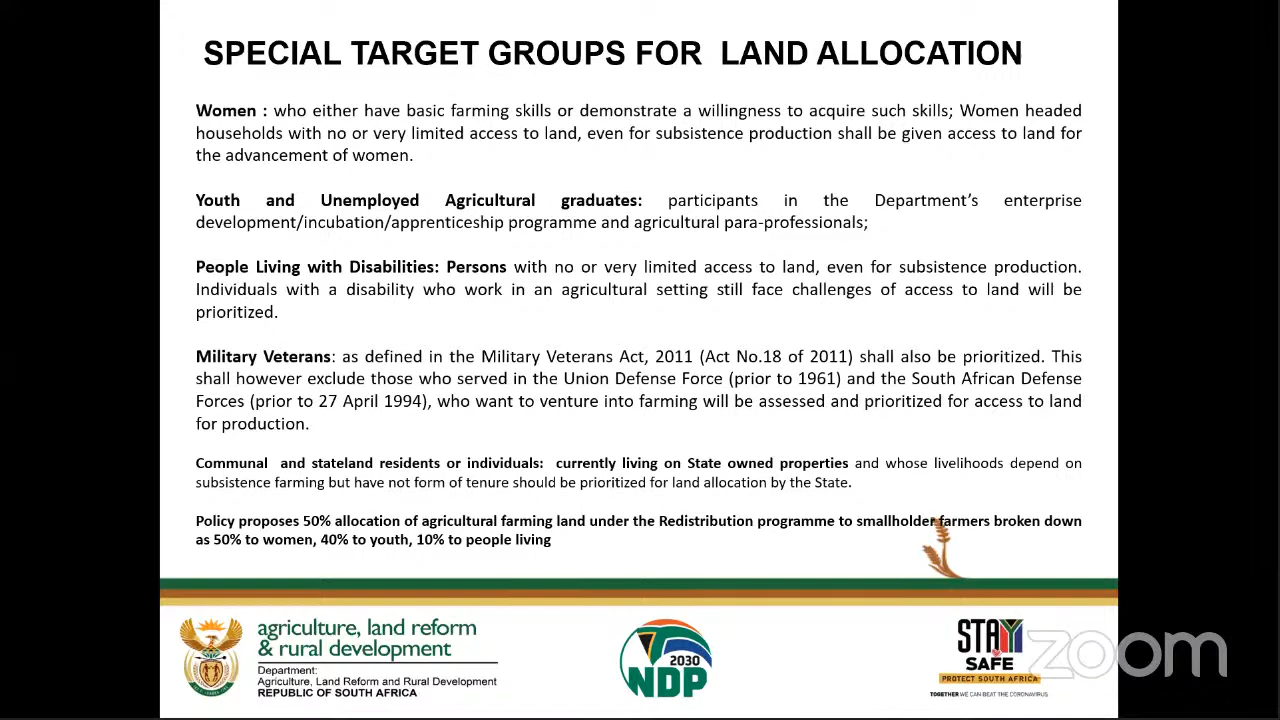 SPECIAL TARGET GROUPS FOR LAND ALLOCATION
Women : who either have basic farming skills or demonstrate a willingness to acquire such skills; Women headed
households with no or very limited access to land, even for subsistence production shall be given access to land for
the advancement of women.
Youth and Unemployed Agricultural graduates: participants in the Department's enterprise
development/incubation/apprenticeship programme and agricultural para-professionals;
People Living with Disabilities: Persons with no or very limited access to land, even for subsistence production.
Individuals with a disability who work in an agricultural setting still face challenges of access to land will be
prioritized.
Military Veterans: as defined in the Military Veterans Act, 2011 (Act No.18 of 2011) shall also be prioritized. This
shall however exclude those who served in the Union Defense Force (prior to 1961) and the South African Defense
Forces (prior to 27 April 1994), who want to venture into farming will be assessed and prioritized for access to land
for production.
Communal and stateland residents or individuals: currently living on State owned properties and whose livelihoods depend on
subsistence farming but have not form of tenure should be prioritized for land allocation by the State.
Policy proposes 50% allocation of agricultural farming land under the Redistribution programme to smallholder farmers broken down
as 50% to women, 40% to youth, 10% to people living
agriculture, land reform
& rural development
Department:
Agriculture, Land Reform and Rural Development
REPUBLIC OF SOUTH AFRICA
2030
NDP
STAY
SAFE
PROTECT SOUTH AFRICA
TOGETHER WE CAN BEAT THE CORONAVIRUS
zoom